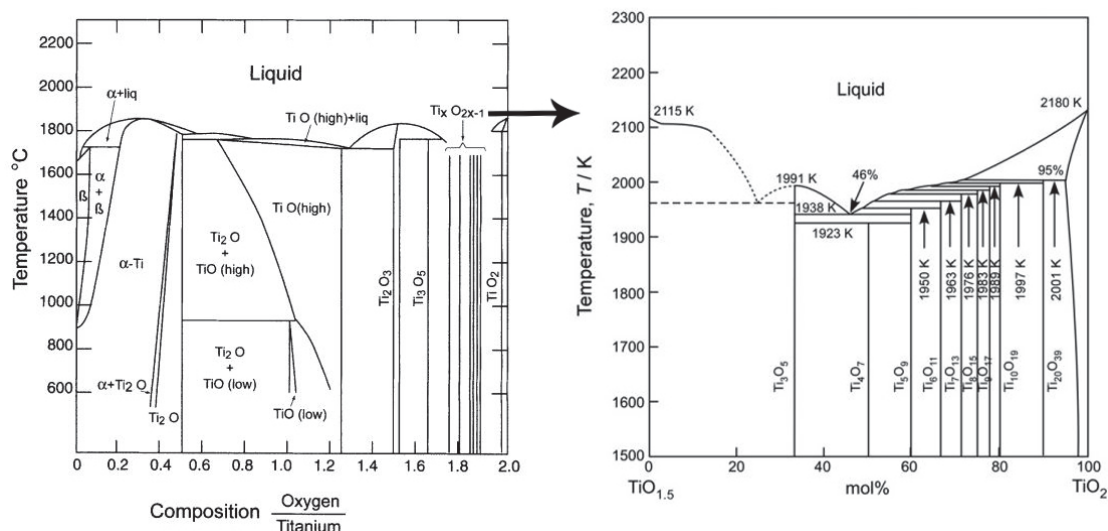 2200
2000
1800
1600
1400
1200
1000
800
600
Temperature °C
Liquid
α+liq
Ti O (high)+liq
Tix O2x-1
ß
α
+
ß
α-Ti
Ti O(high)
Ti2 O
+
TiO (high)
Ti2 O
+
TiO (low)
α+Ti2 O
Ti2 O
TiO (low)
Ti2 O3
Ti3 O5
Ti O2
0 0.2 0.4 0.6 0.8 1.0 1.2 1.4 1.6 1.8 2.0
Composition Oxygen
Titanium
2300
2200
2100
2000
1900
1800
1700
1600
1500
Temperature, T / K
Liquid
2115 K
2180 K
95%
1991 K
46%
1938 K
1923 K
1950 K
1963 K
1976 K
1983 K
1989 K
1997 K
2001 K
Ti3O5
Ti4O7
Ti5O9
Ti6O11
Ti7O13
Ti8O15
Ti9O17
Ti10O19
Ti20O39
0 20 40 60 80 100
TiO1.5 mol% TiO2